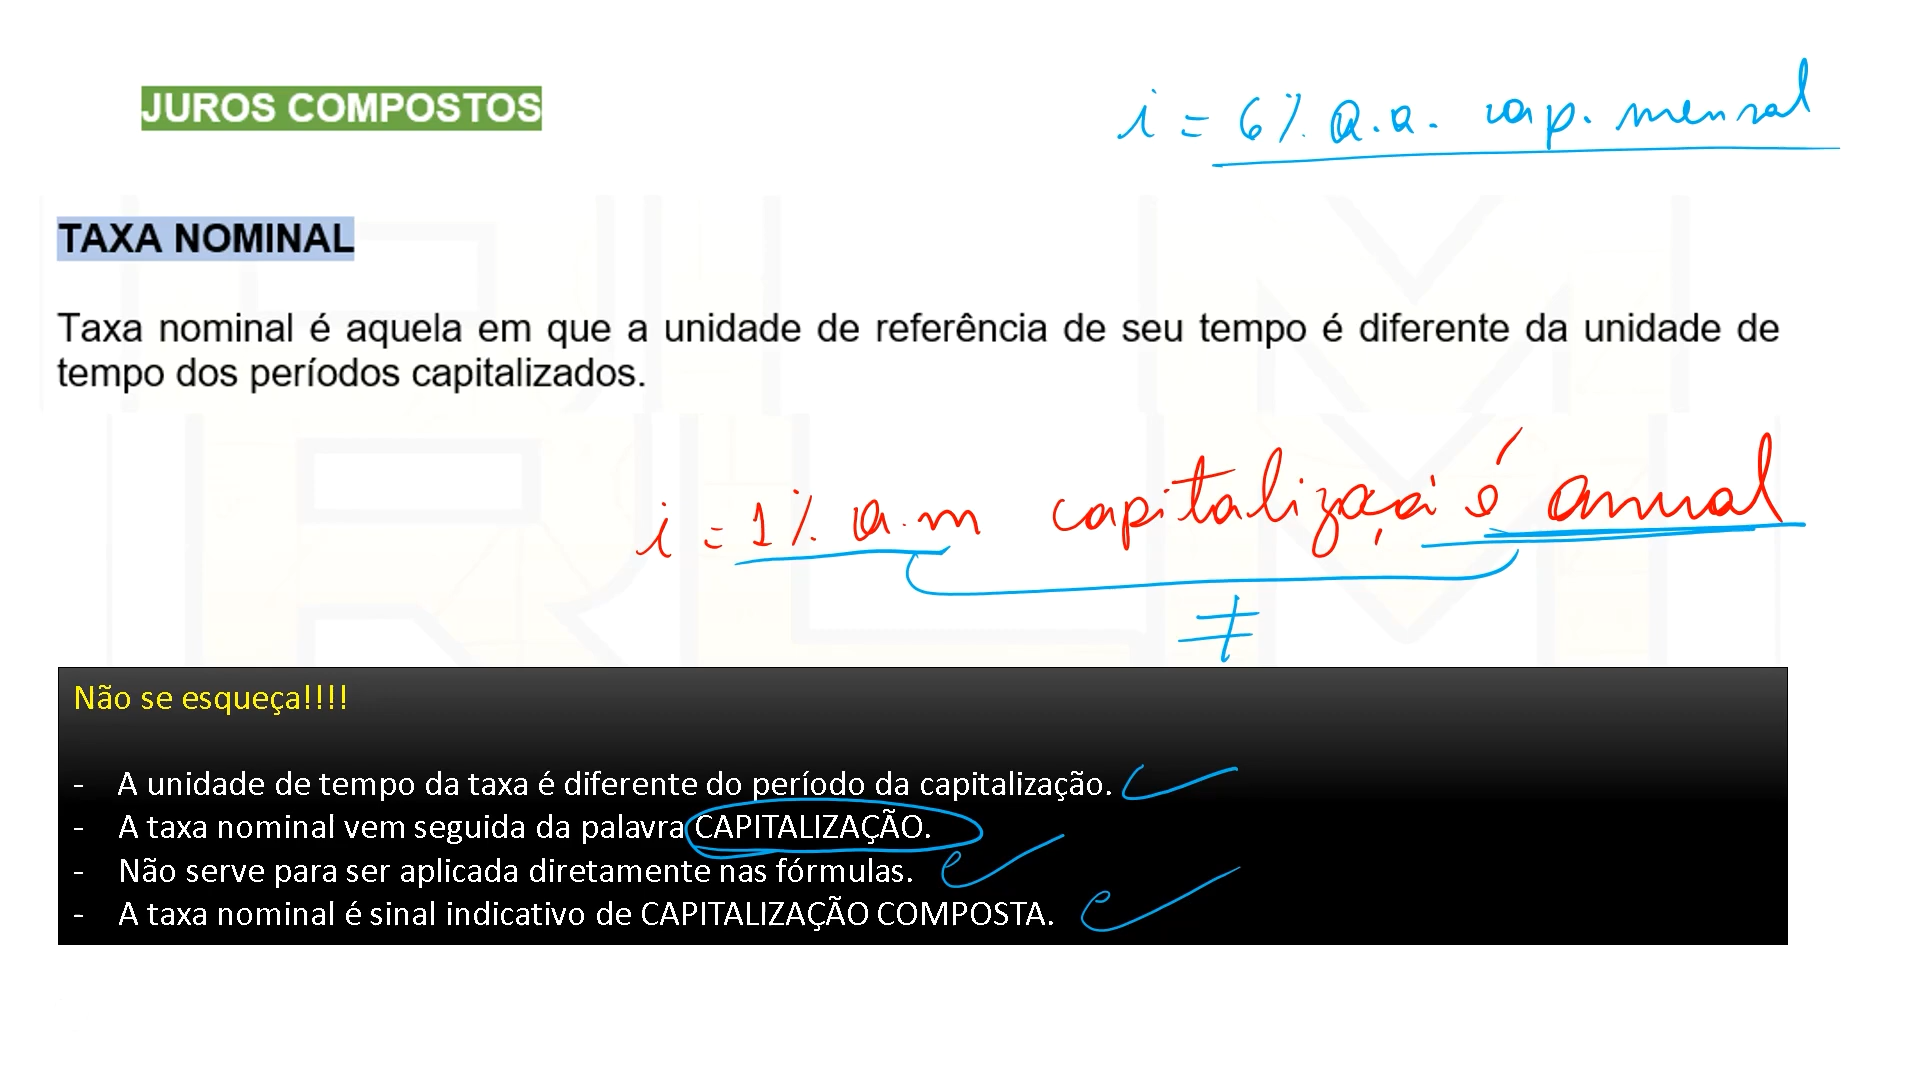 JUROS COMPOSTOS
i = 6%. a.a. cap. mensal
TAXA NOMINAL
Taxa nominal é aquela em que a unidade de referência de seu tempo é diferente da unidade de
tempo dos períodos capitalizados.
i = 1%. a.m capitalização é anual
≠
Não se esqueça!!!!
- A unidade de tempo da taxa é diferente do período da capitalização.
- A taxa nominal vem seguida da palavra CAPITALIZAÇÃO.
- Não serve para ser aplicada diretamente nas fórmulas.
- A taxa nominal é sinal indicativo de CAPITALIZAÇÃO COMPOSTA.